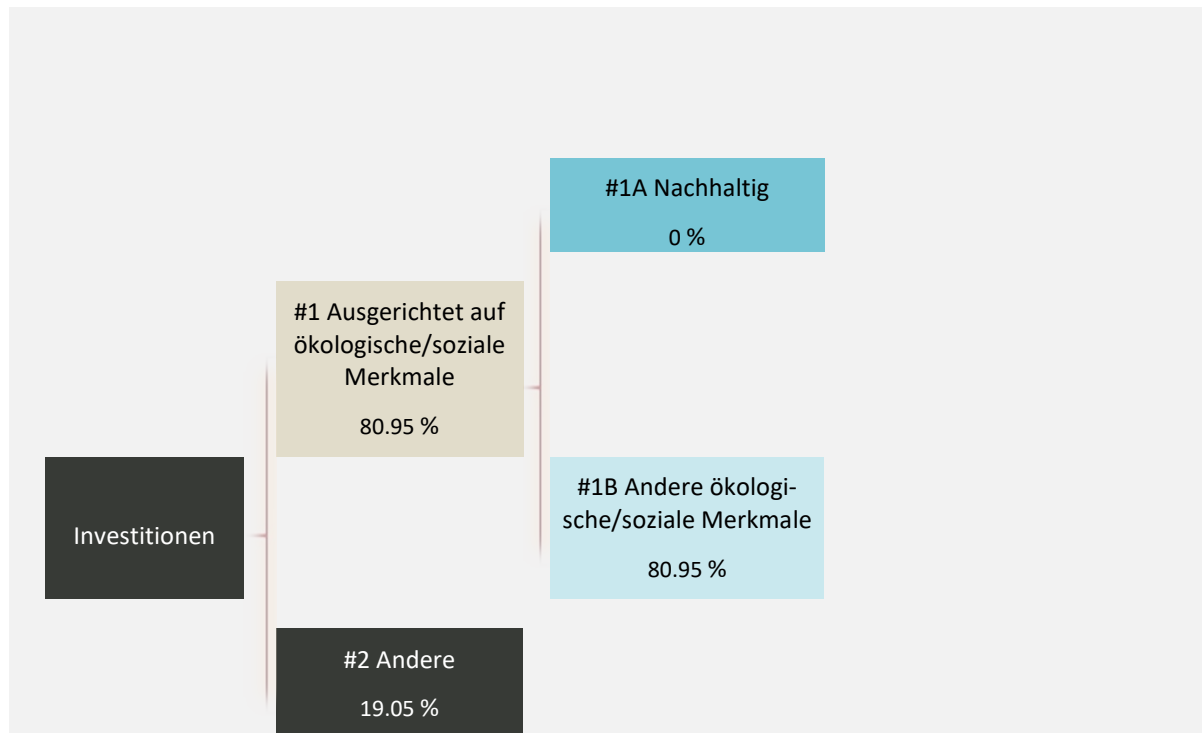 #1A Nachhaltig
0 %
#1 Ausgerichtet auf
ökologische/soziale
Merkmale
80.95 %
#1B Andere ökologi-
sche/soziale Merkmale
80.95 %
Investitionen
#2 Andere
19.05 %